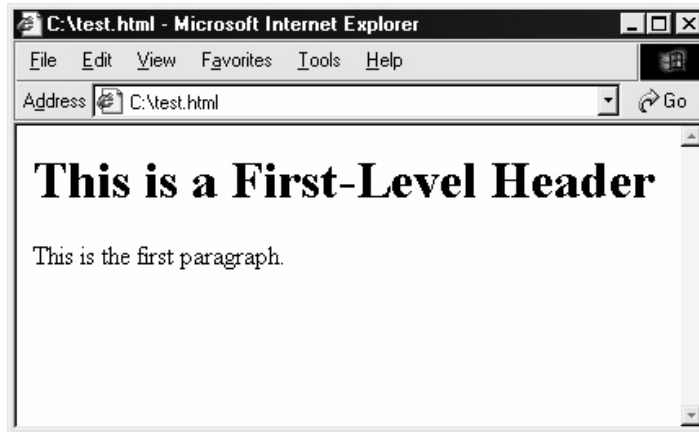 C:\test.html - Microsoft Internet Explorer
File Edit View Favorites Tools Help
Address C:\test.html Go
This is a First-Level Header
This is the first paragraph.